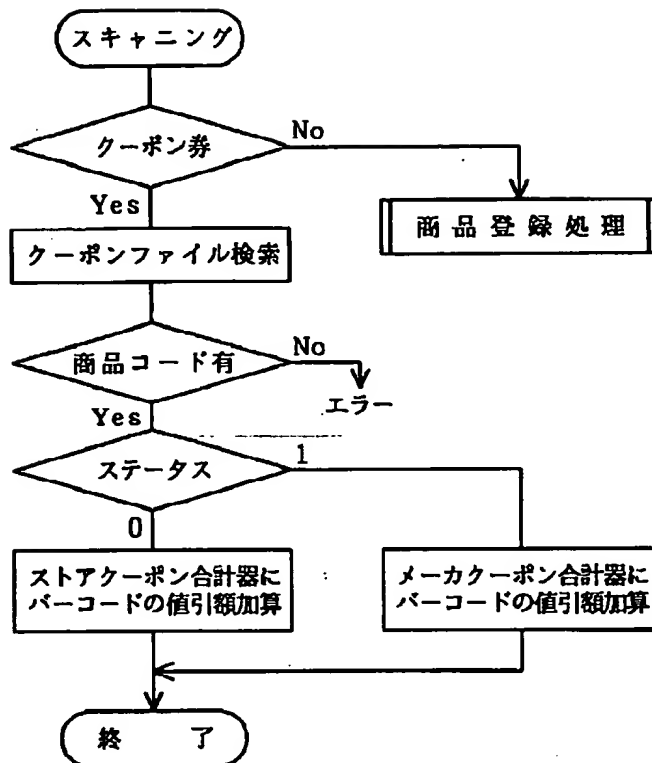 スキャニング
クーポン券
No
Yes
商品登録処理
クーポンファイル検索
商品コード有
No
エラー
Yes
ステータス
1
0
ストアクーポン合計器に
バーコードの値引額加算
メーカクーポン合計器に
バーコードの値引額加算
終了